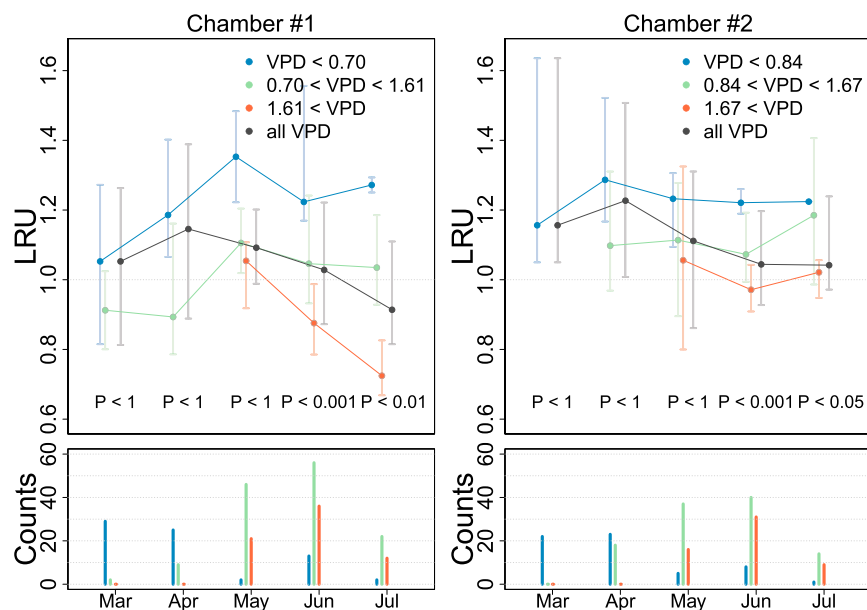 Chamber #1
LRU
1.6
1.4
1.2
1.0
0.8
0.6
VPD < 0.70
0.70 < VPD < 1.61
1.61 < VPD
all VPD
P < 1
P < 1
P < 1
P < 0.001
P < 0.01
Counts
60
40
20
0
Mar
Apr
May
Jun
Jul
Chamber #2
LRU
1.6
1.4
1.2
1.0
0.8
0.6
VPD < 0.84
0.84 < VPD < 1.67
1.67 < VPD
all VPD
P < 1
P < 1
P < 1
P < 0.001
P < 0.05
Counts
60
40
20
0
Mar
Apr
May
Jun
Jul